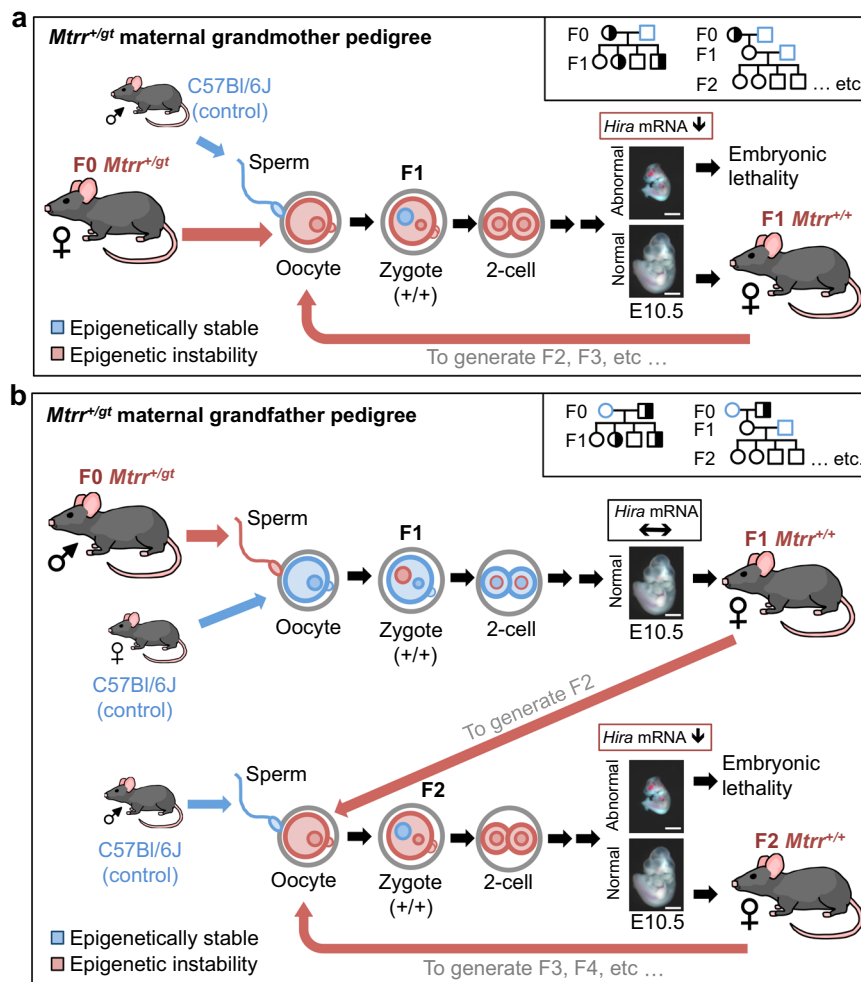 a
Mtrr+/gt maternal grandmother pedigree
F0
F1
F0
F1
F2
... etc
C57Bl/6J
(control)
♂
Sperm
F0 Mtrr+/gt
♀
Oocyte
F1
Zygote
(+/+)
2-cell
Hira mRNA ↓
Abnormal
Normal
E10.5
Embryonic
lethality
F1 Mtrr+/+
♀
Epigenetically stable
Epigenetic instability
To generate F2, F3, etc ...
b
Mtrr+/gt maternal grandfather pedigree
F0
F1
F0
F1
F2
... etc.
F0 Mtrr+/gt
♂
Sperm
♀
C57Bl/6J
(control)
Oocyte
F1
Zygote
(+/+)
2-cell
Hira mRNA
↔
Normal
E10.5
F1 Mtrr+/+
♀
To generate F2
♂
C57Bl/6J
(control)
Sperm
Oocyte
F2
Zygote
(+/+)
2-cell
Hira mRNA ↓
Abnormal
Normal
E10.5
Embryonic
lethality
F2 Mtrr+/+
♀
Epigenetically stable
Epigenetic instability
To generate F3, F4, etc ...